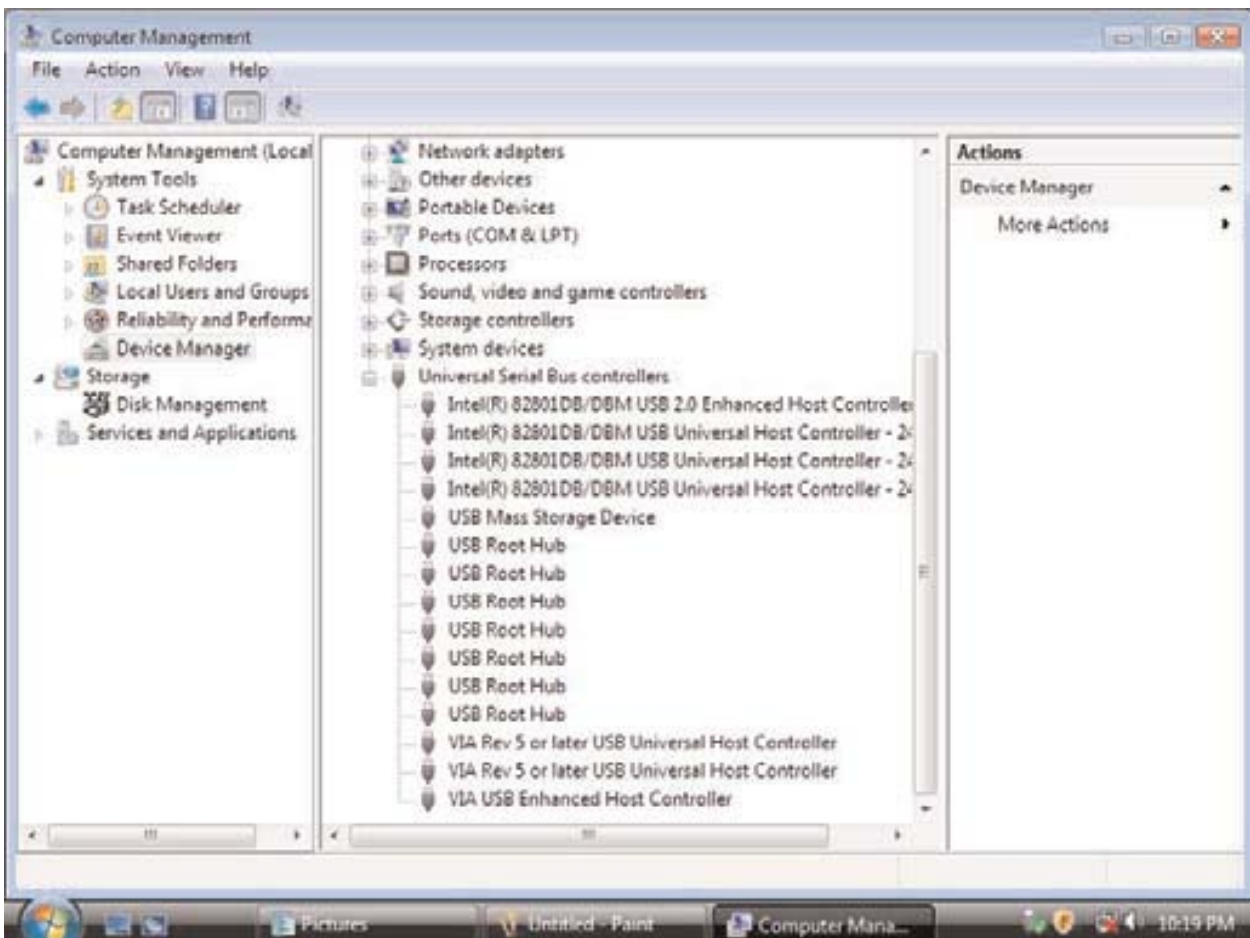 Computer Management
File Action View Help
Computer Management (Local
System Tools
Task Scheduler
Event Viewer
Shared Folders
Local Users and Groups
Reliability and Performa
Device Manager
Storage
Disk Management
Services and Applications
Network adapters
Other devices
Portable Devices
Ports (COM & LPT)
Processors
Sound, video and game controllers
Storage controllers
System devices
Universal Serial Bus controllers
Intel(R) 82801DB/DBM USB 2.0 Enhanced Host Controller
Intel(R) 82801DB/DBM USB Universal Host Controller - 24
Intel(R) 82801DB/DBM USB Universal Host Controller - 24
Intel(R) 82801DB/DBM USB Universal Host Controller - 24
USB Mass Storage Device
USB Root Hub
USB Root Hub
USB Root Hub
USB Root Hub
USB Root Hub
USB Root Hub
USB Root Hub
VIA Rev 5 or later USB Universal Host Controller
VIA Rev 5 or later USB Universal Host Controller
VIA USB Enhanced Host Controller
Actions
Device Manager
More Actions
Pictures
Untitled - Paint
Computer Mana...
10:19 PM